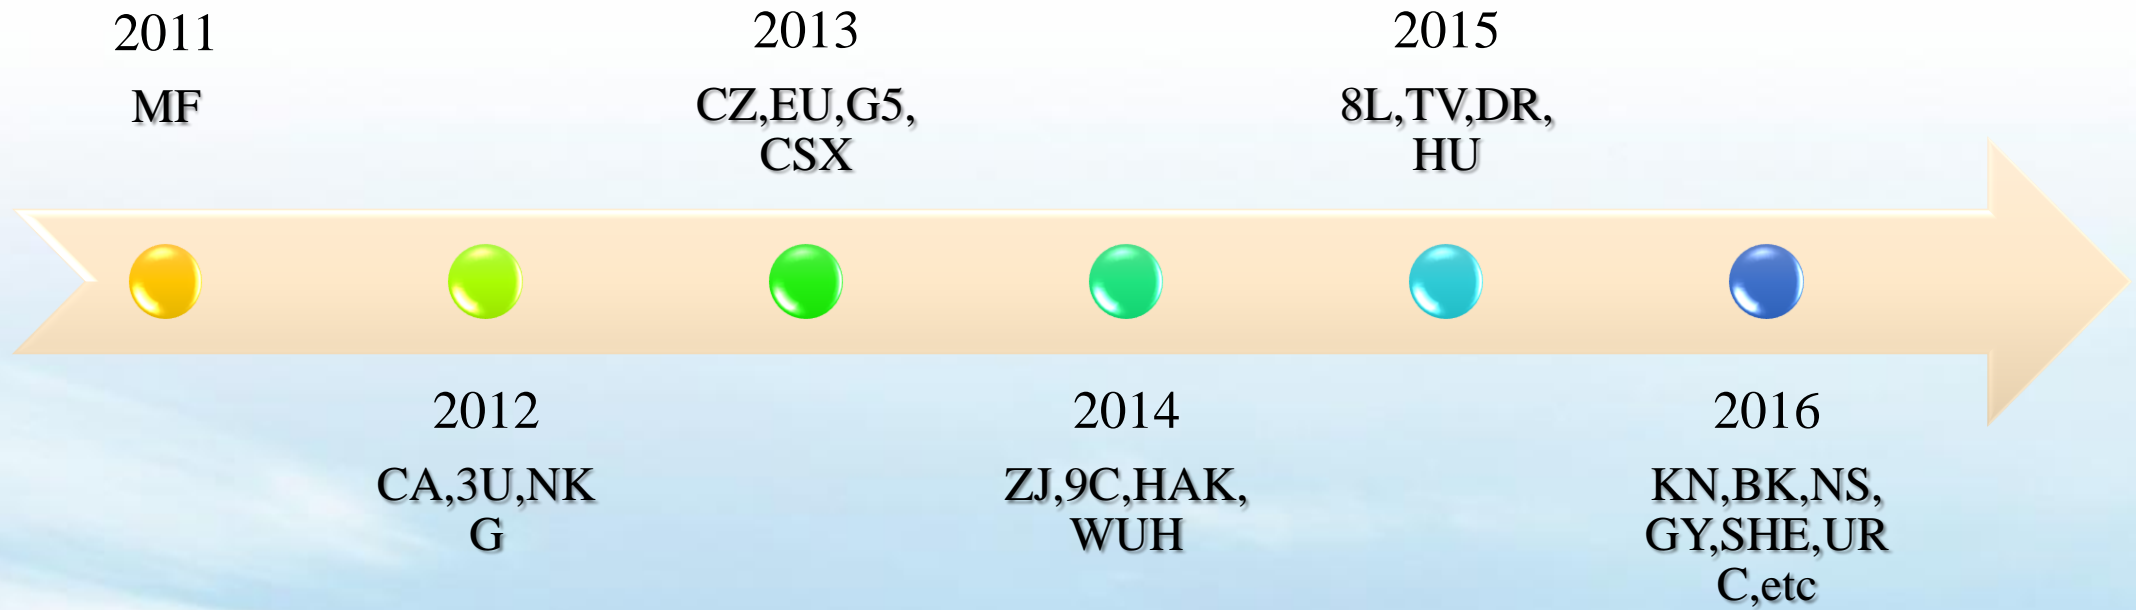 2011
MF
2012
CA,3U,NK
G
2013
CZ,EU,G5,
CSX
2014
ZJ,9C,HAK,
WUH
2015
8L,TV,DR,
HU
2016
KN,BK,NS,
GY,SHE,UR
C,etc